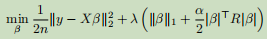 min_β 1/2n ‖y − Xβ‖₂² + λ (‖β‖₁ + α/2 |β|⊤ R|β|)